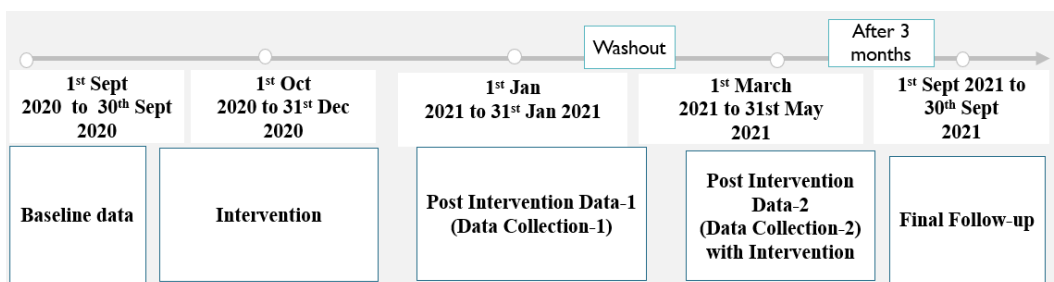 Washout
After 3
months
1st Sept
2020 to 30th Sept
2020
1st Oct
2020 to 31st Dec
2020
1st Jan
2021 to 31st Jan 2021
1st March
2021 to 31st May
2021
1st Sept 2021 to
30th Sept
2021
Baseline data
Intervention
Post Intervention Data-1
(Data Collection-1)
Post Intervention
Data-2
(Data Collection-2)
with Intervention
Final Follow-up